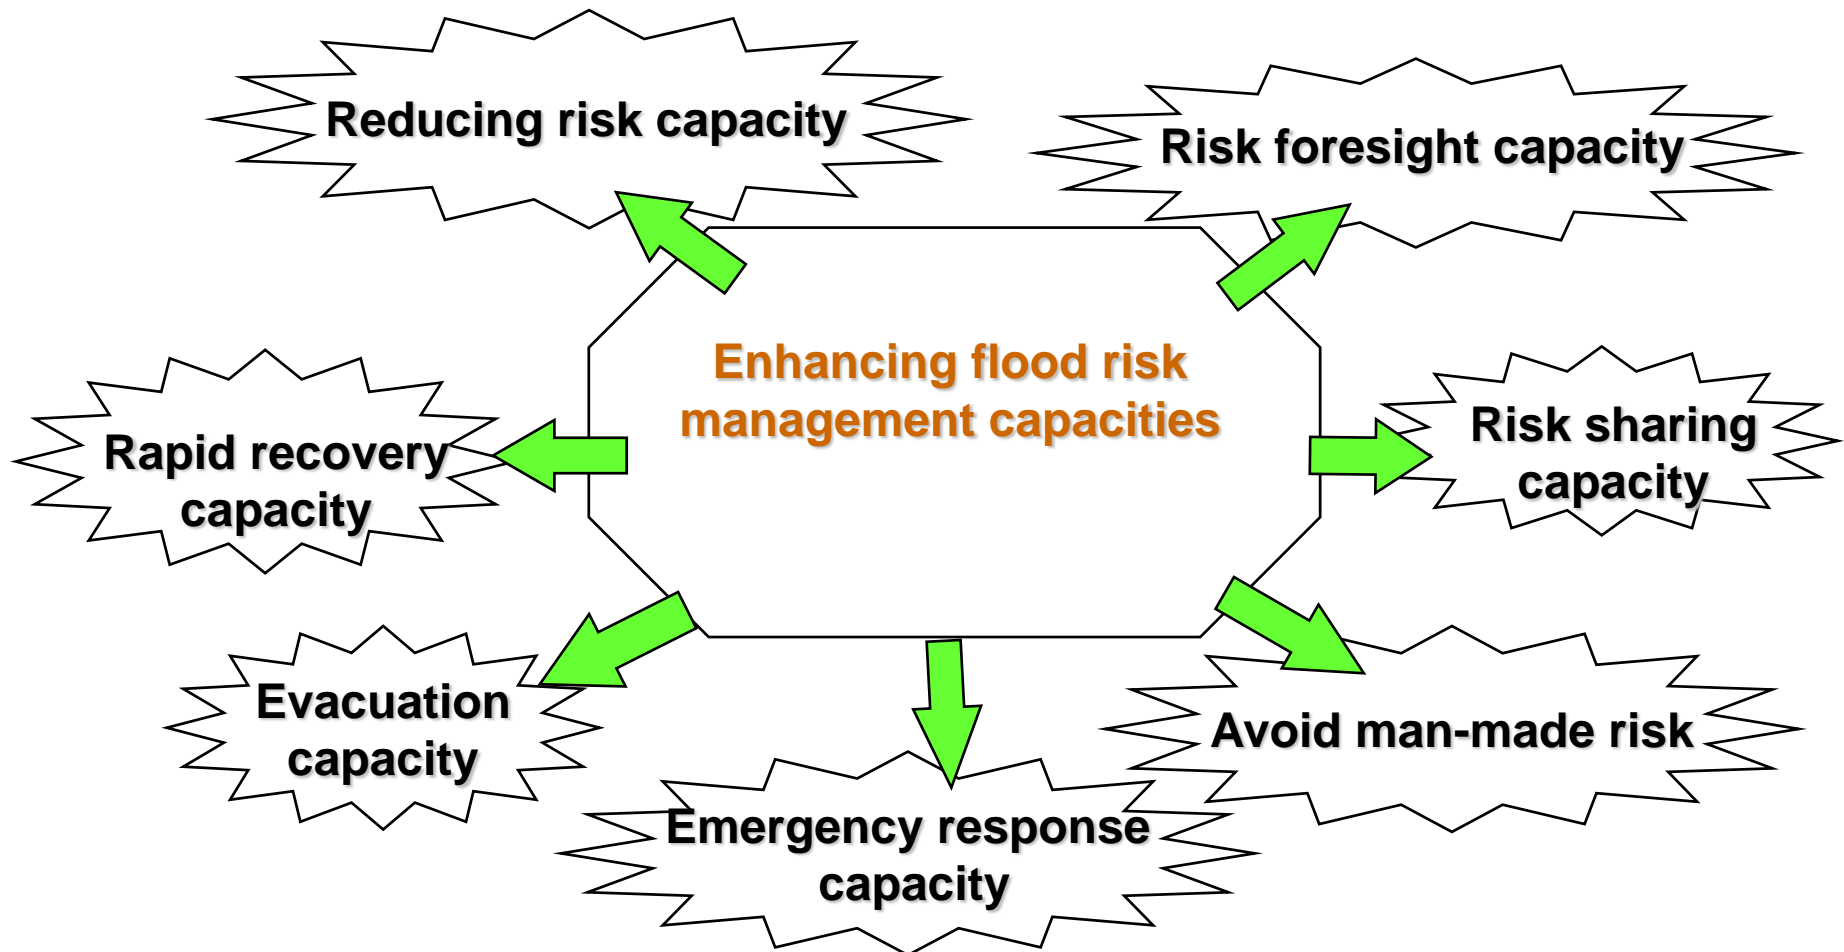 Reducing risk capacity
Risk foresight capacity
Enhancing flood risk
management capacities
Rapid recovery
capacity
Risk sharing
capacity
Evacuation
capacity
Avoid man-made risk
Emergency response
capacity